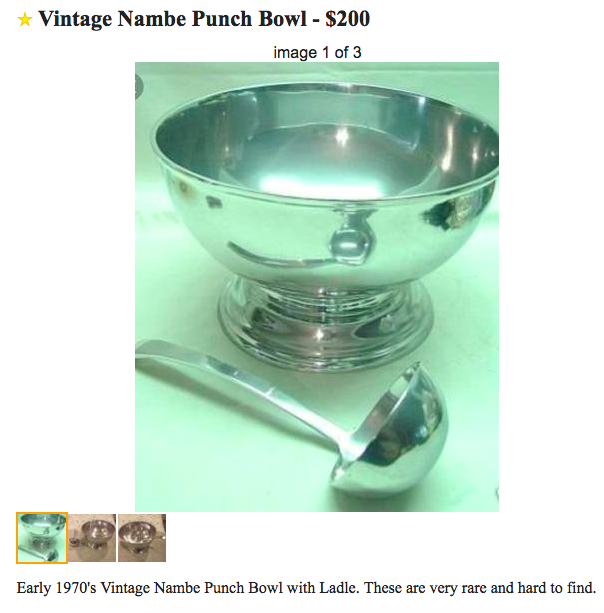 Vintage Nambe Punch Bowl - $200
image 1 of 3
Early 1970's Vintage Nambe Punch Bowl with Ladle. These are very rare and hard to find.